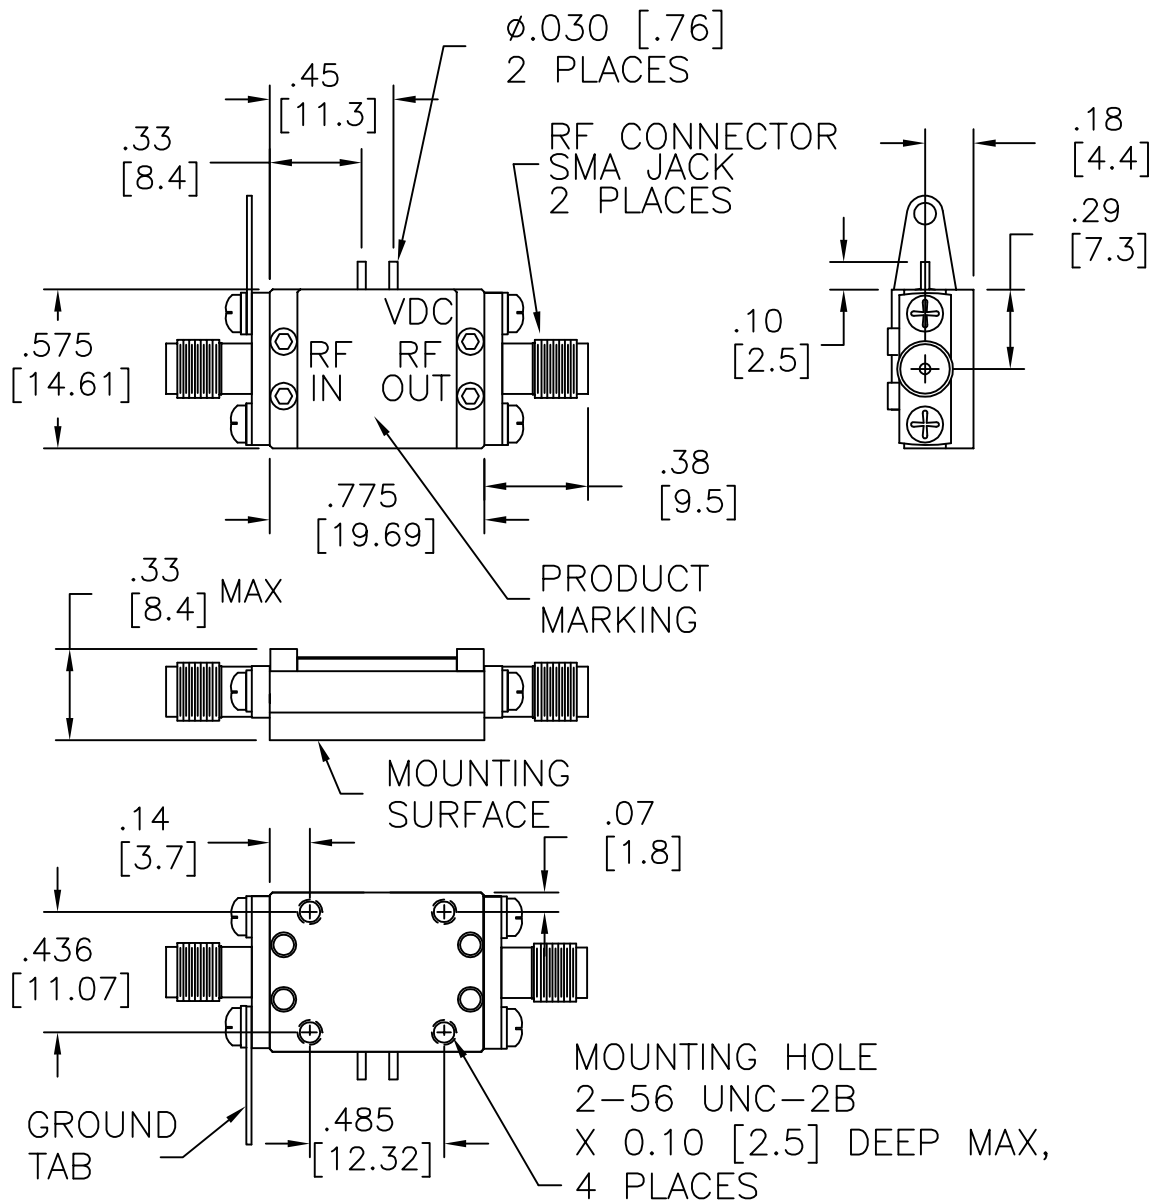 ø.030 [.76]
2 PLACES
.45
[11.3]
.33
[8.4]
RF CONNECTOR
SMA JACK
2 PLACES
.18
[4.4]
.29
[7.3]
VDC
RF
IN
RF
OUT
.575
[14.61]
.10
[2.5]
.38
[9.5]
.775
[19.69]
.33
[8.4] MAX
PRODUCT
MARKING
MOUNTING
SURFACE
.14
[3.7]
.07
[1.8]
.436
[11.07]
MOUNTING HOLE
2-56 UNC-2B
X 0.10 [2.5] DEEP MAX,
4 PLACES
GROUND
TAB
.485
[12.32]